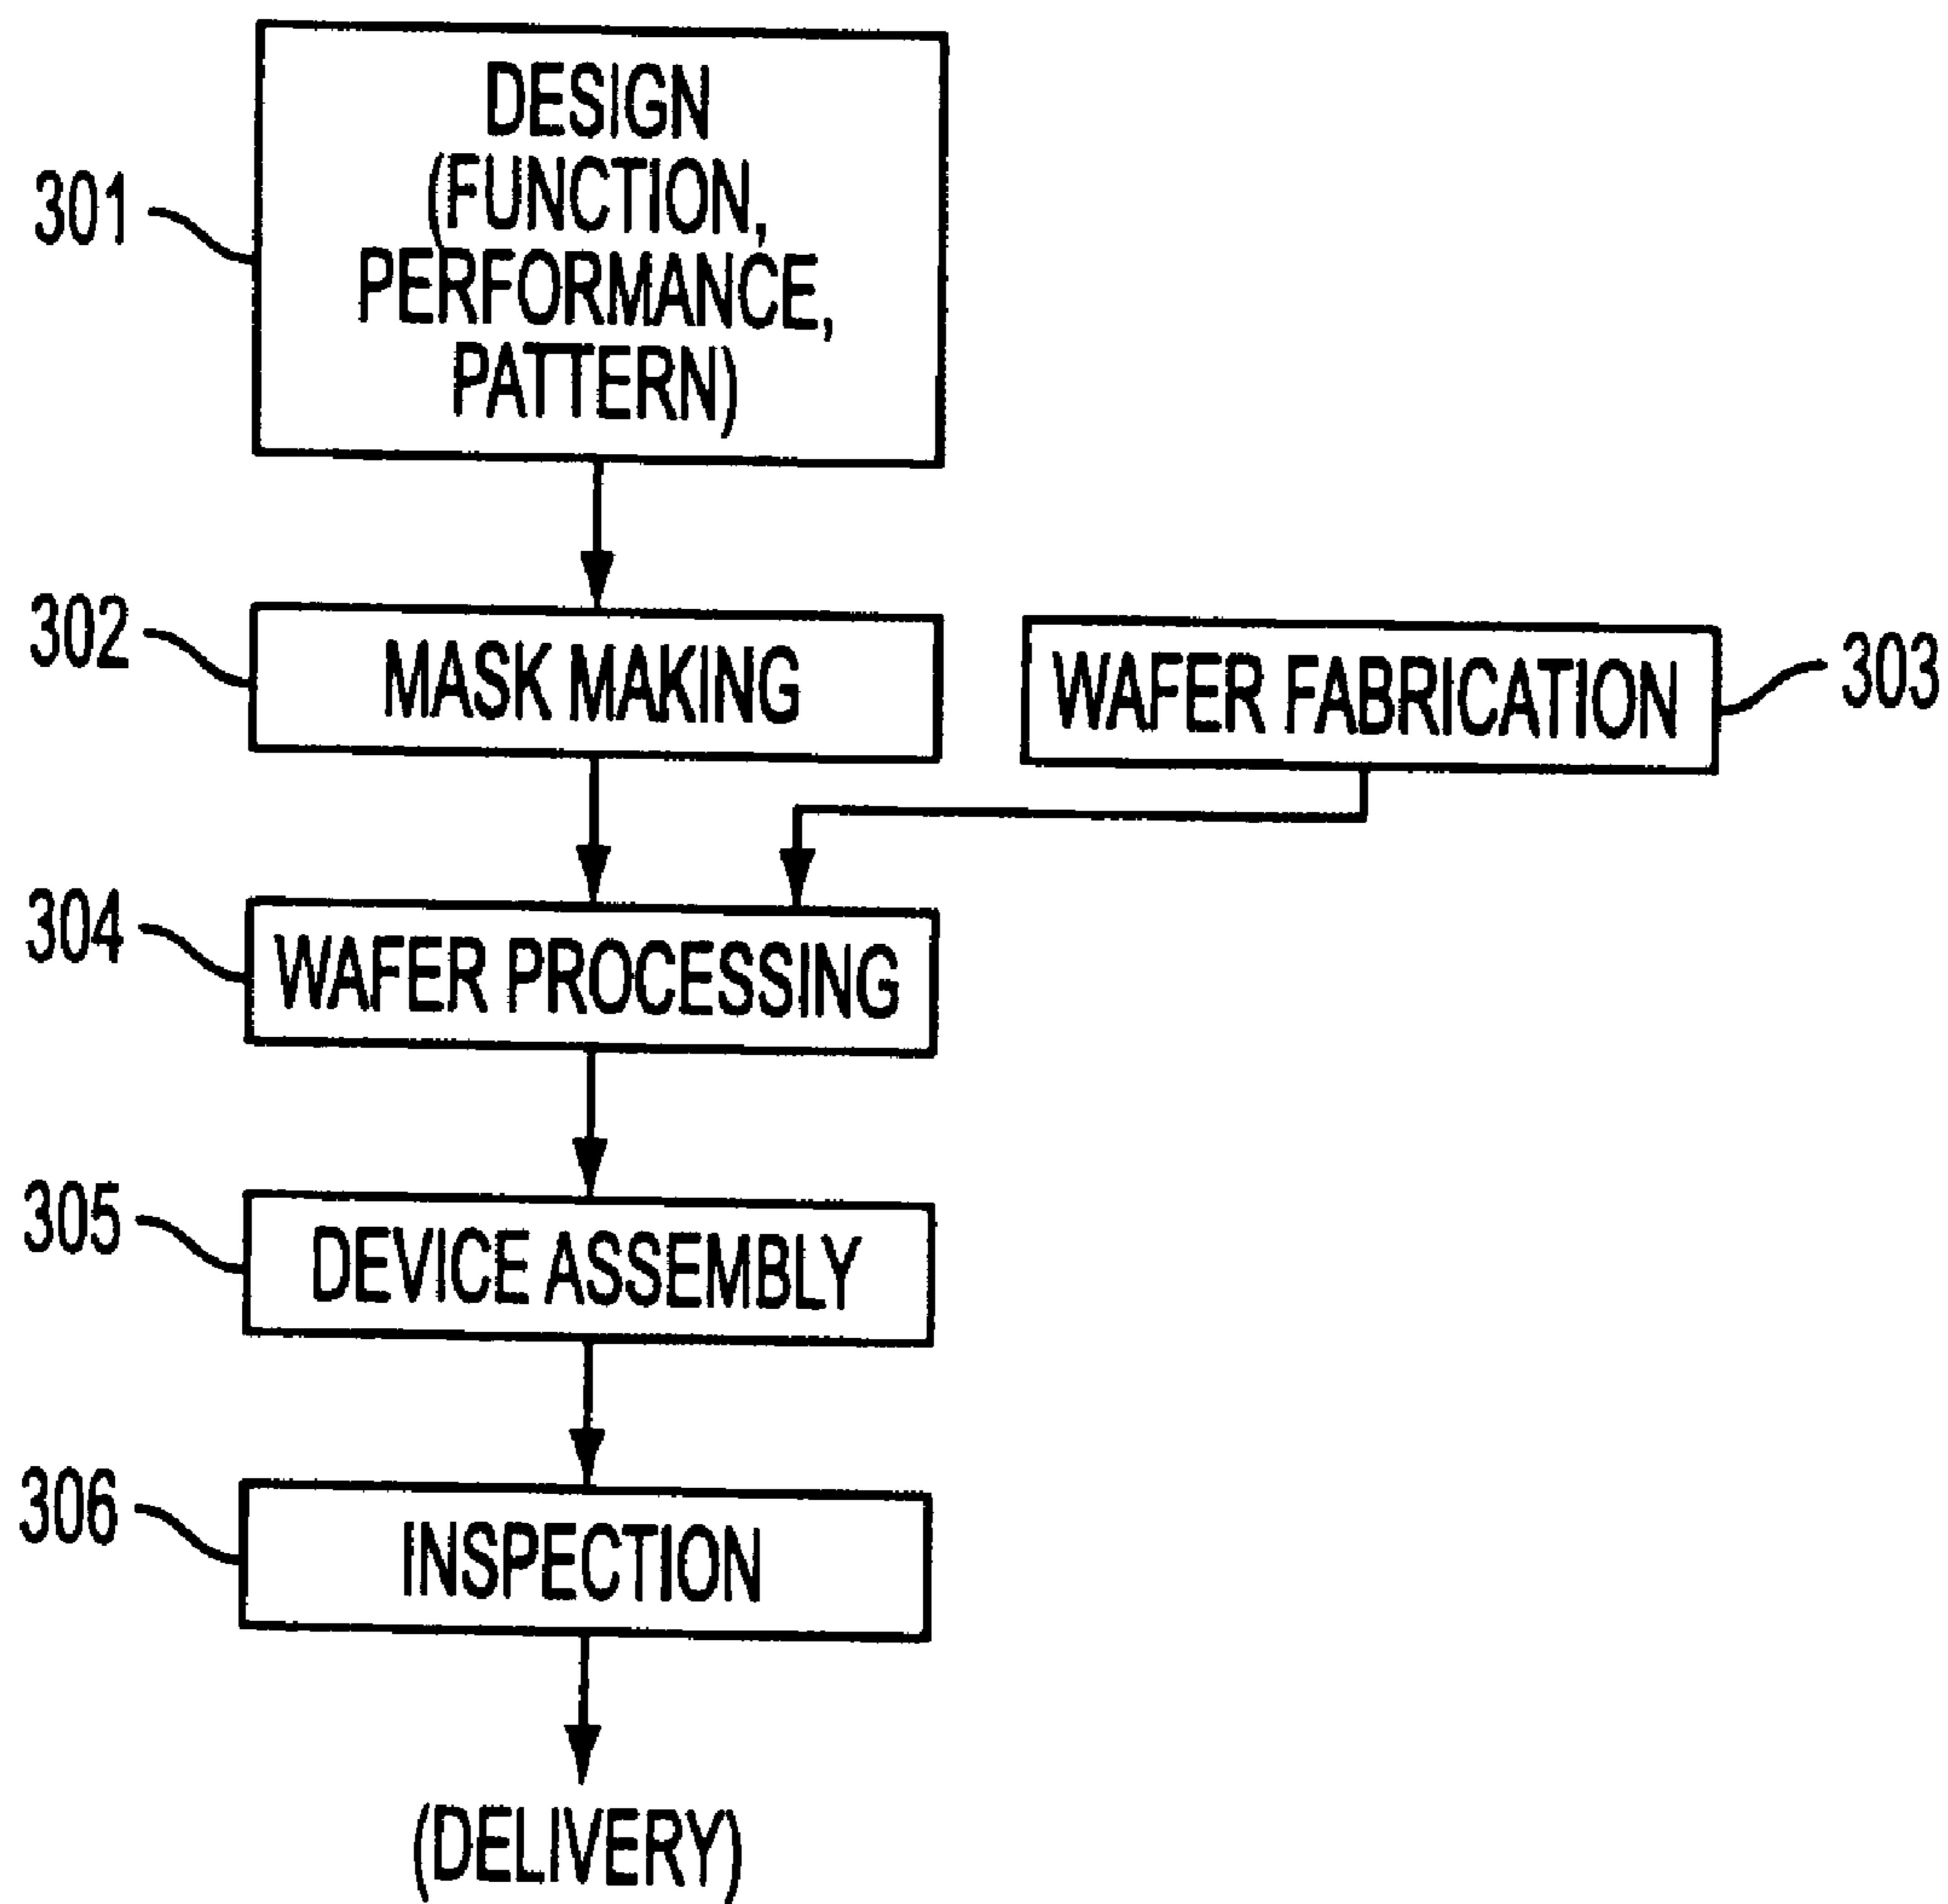 DESIGN
(FUNCTION,
PERFORMANCE,
PATTERN)
301
302
MASK MAKING
WAFER FABRICATION
303
304
WAFER PROCESSING
305
DEVICE ASSEMBLY
306
INSPECTION
(DELIVERY)